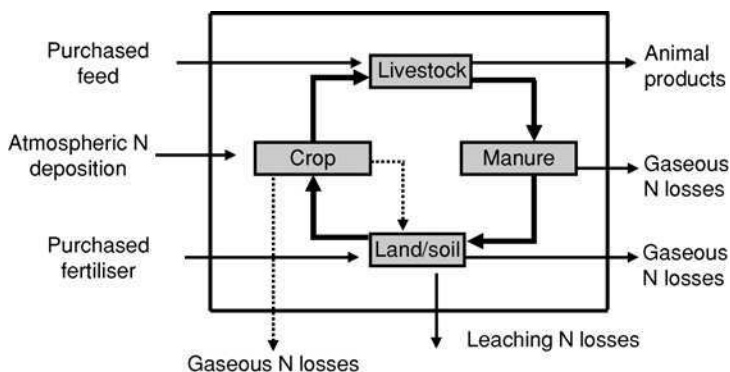 Purchased
feed
Livestock
Animal
products
Atmospheric N
deposition
Crop
Manure
Gaseous
N losses
Purchased
fertiliser
Land/soil
Gaseous
N losses
Leaching N losses
Gaseous N losses